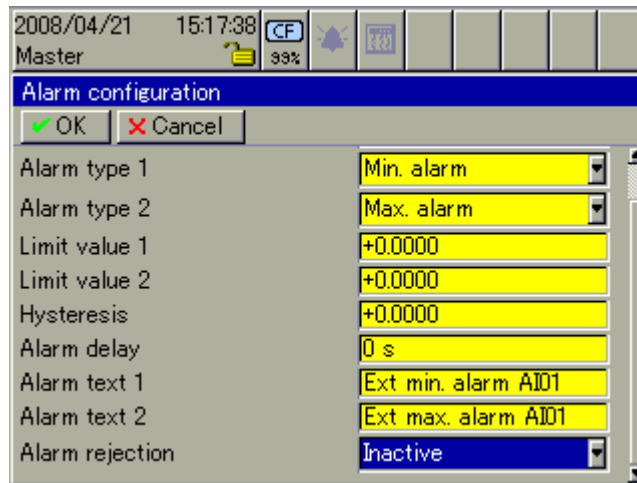 2008/04/21 15:17:38 CF
Master 99%
Alarm configuration
OK Cancel
Alarm type 1 Min. alarm
Alarm type 2 Max. alarm
Limit value 1 +0.0000
Limit value 2 +0.0000
Hysteresis +0.0000
Alarm delay 0 s
Alarm text 1 Ext min. alarm AI01
Alarm text 2 Ext max. alarm AI01
Alarm rejection Inactive